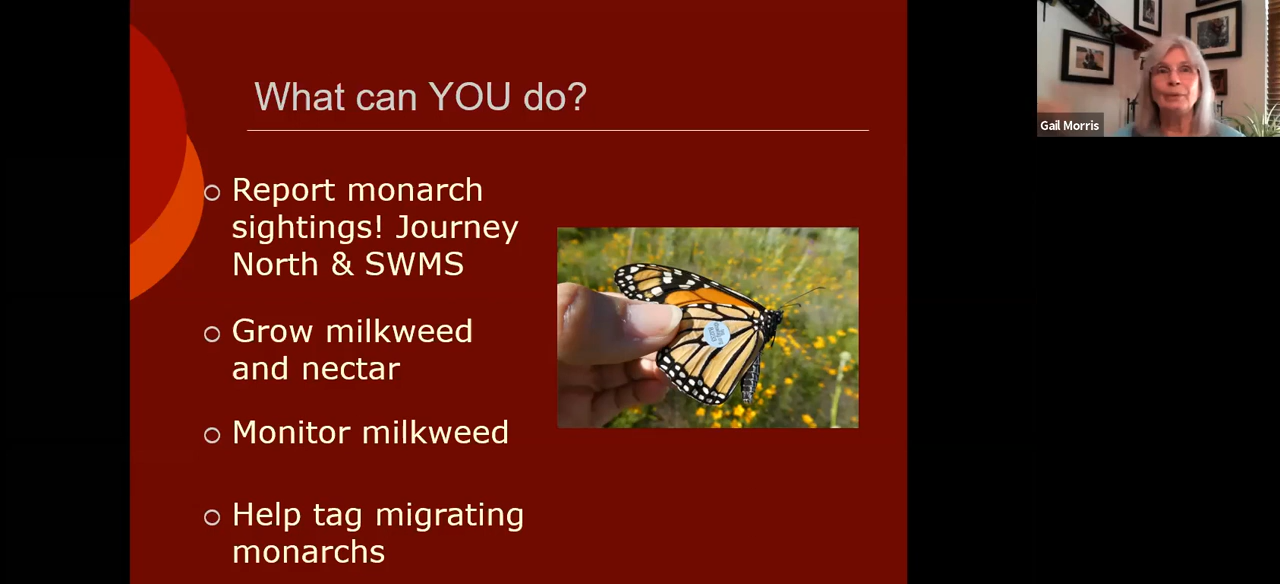 What can YOU do?
Report monarch
sightings! Journey
North & SWMS
Grow milkweed
and nectar
Monitor milkweed
Help tag migrating
monarchs
Gail Morris